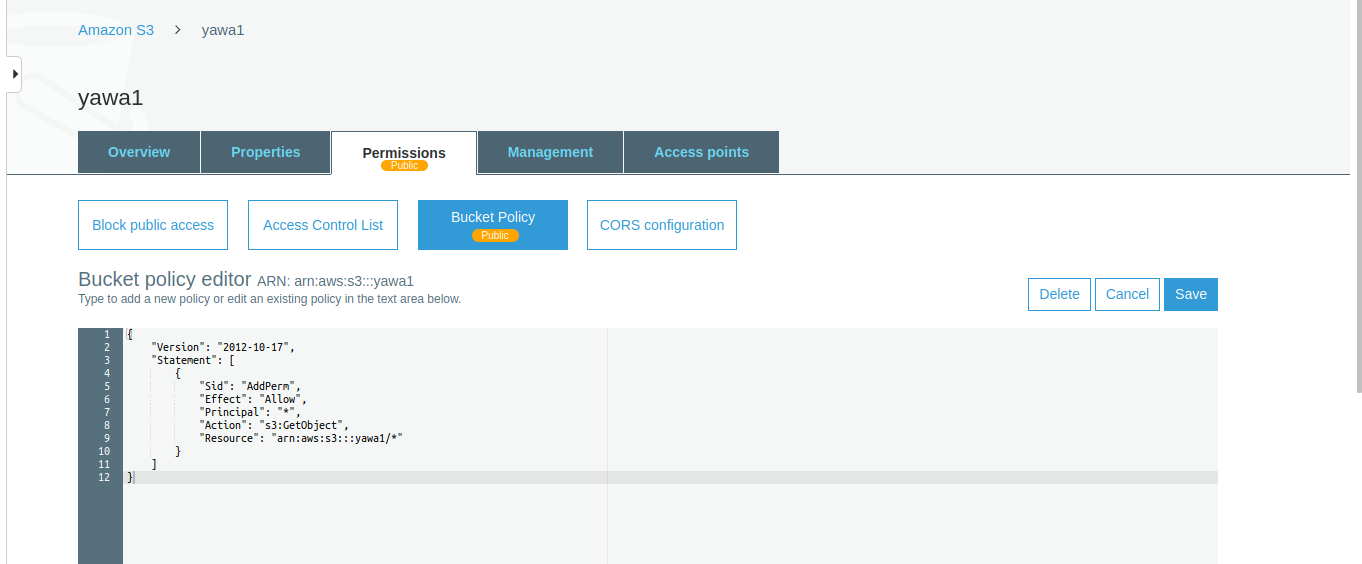 Amazon S3 > yawa1
yawa1
Overview Properties Permissions Management Access points
Public
Block public access Access Control List Bucket Policy CORS configuration
Public
Bucket policy editor ARN: arn:aws:s3:::yawa1
Type to add a new policy or edit an existing policy in the text area below.
Delete Cancel Save
1 {
2 "Version": "2012-10-17",
3 "Statement": [
4 {
5 "Sid": "AddPerm",
6 "Effect": "Allow",
7 "Principal": "*",
8 "Action": "s3:GetObject",
9 "Resource": "arn:aws:s3:::yawa1/*"
10 }
11 ]
12 }